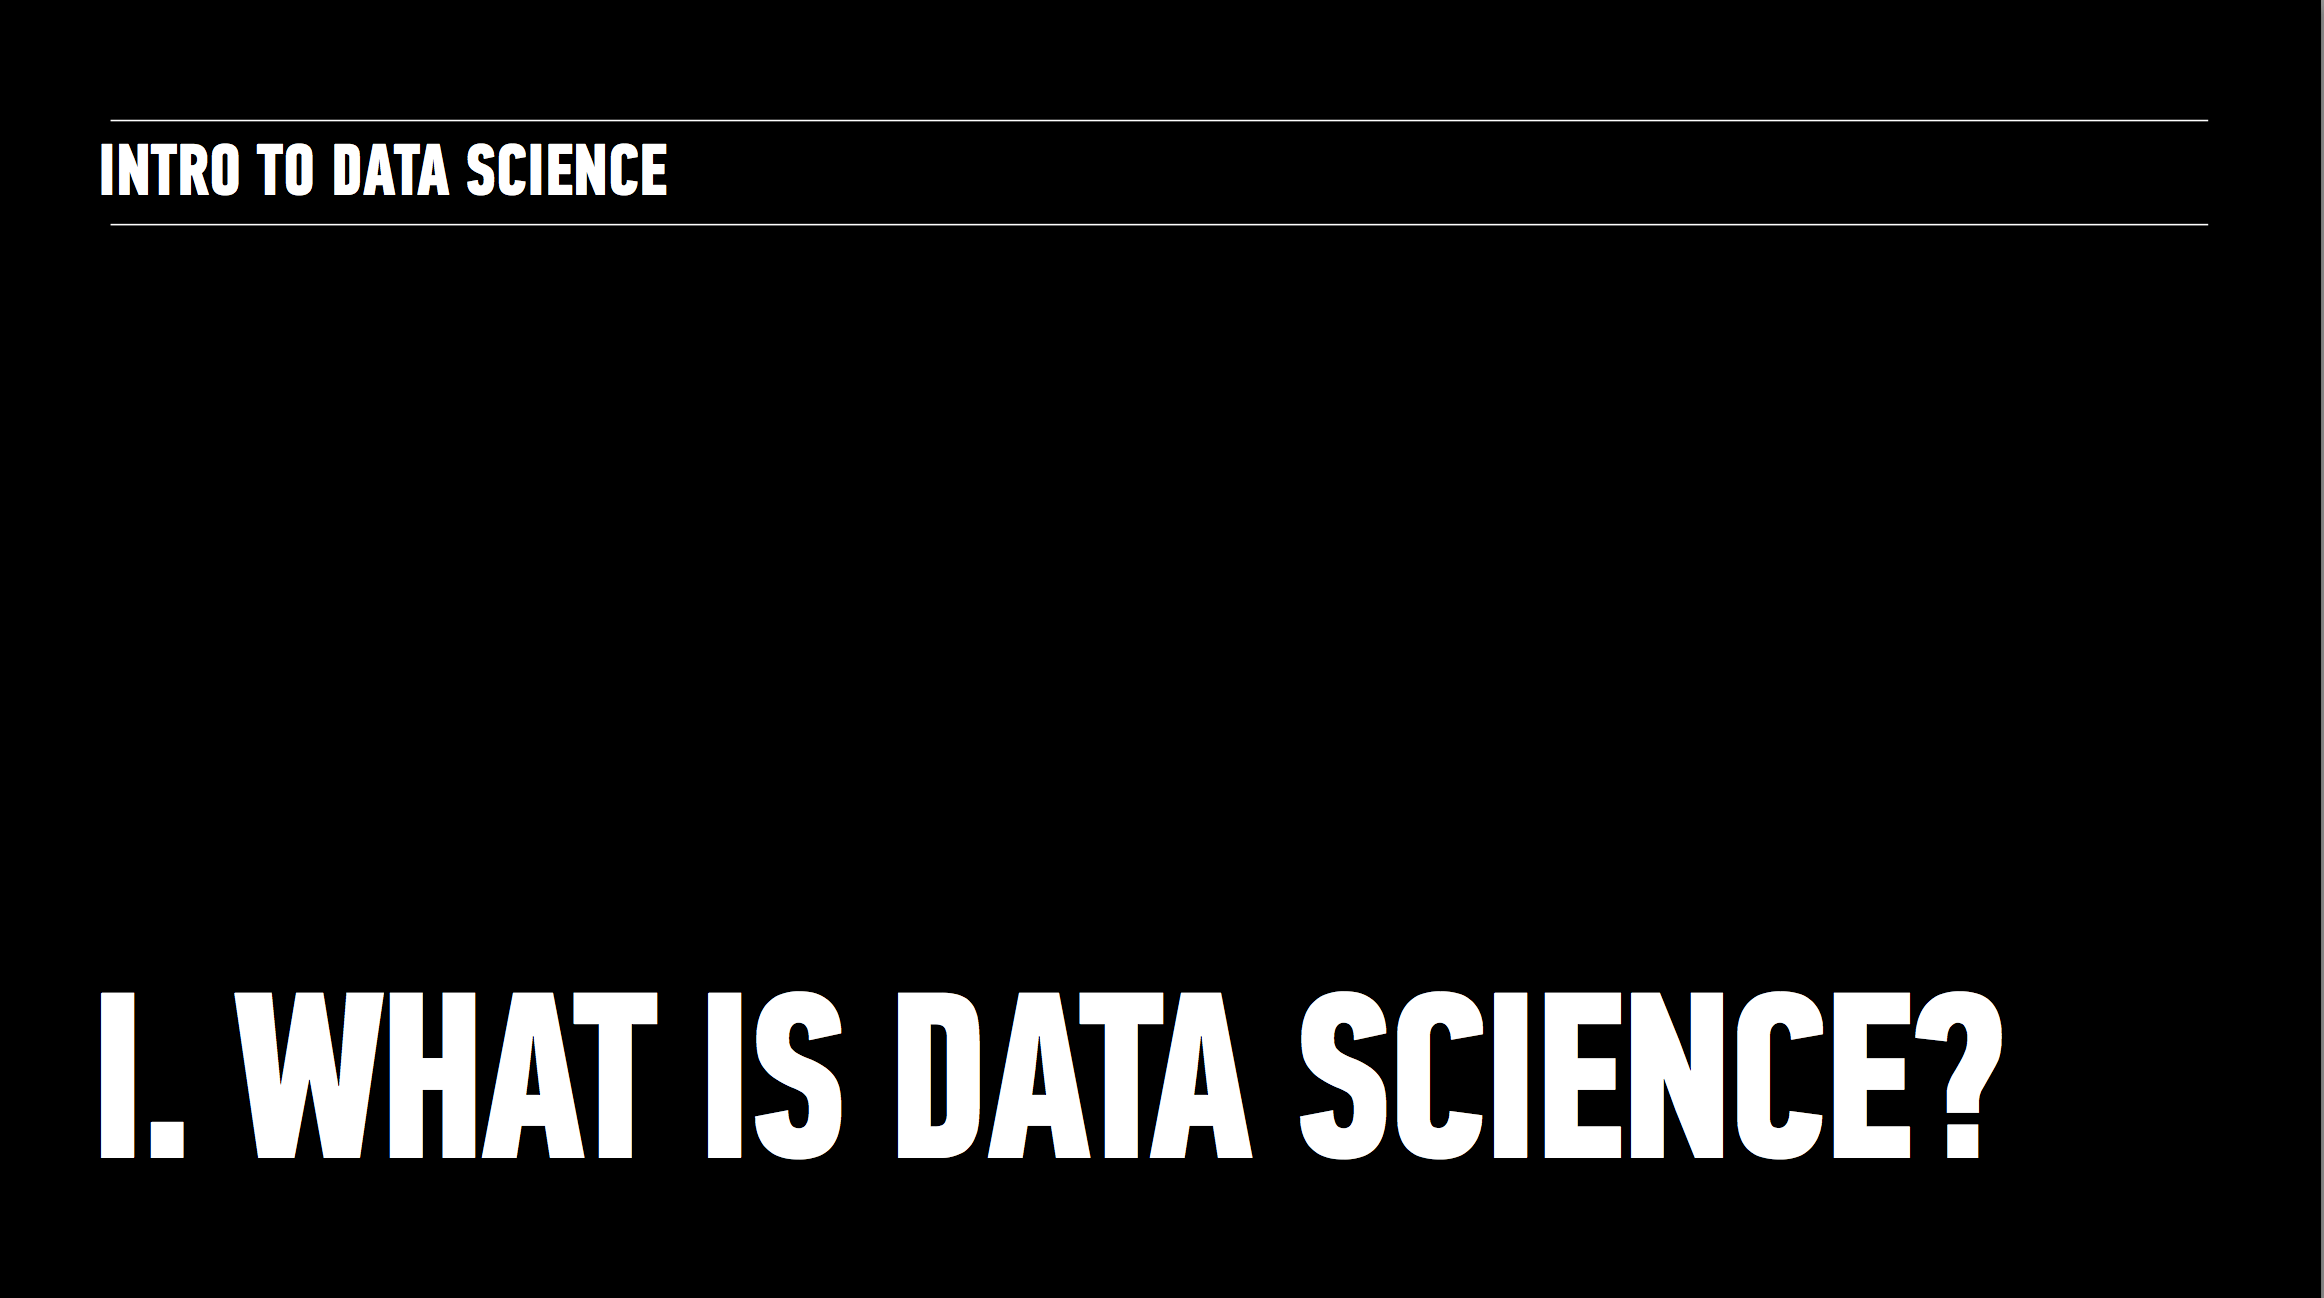 INTRO TO DATA SCIENCE
I. WHAT IS DATA SCIENCE?